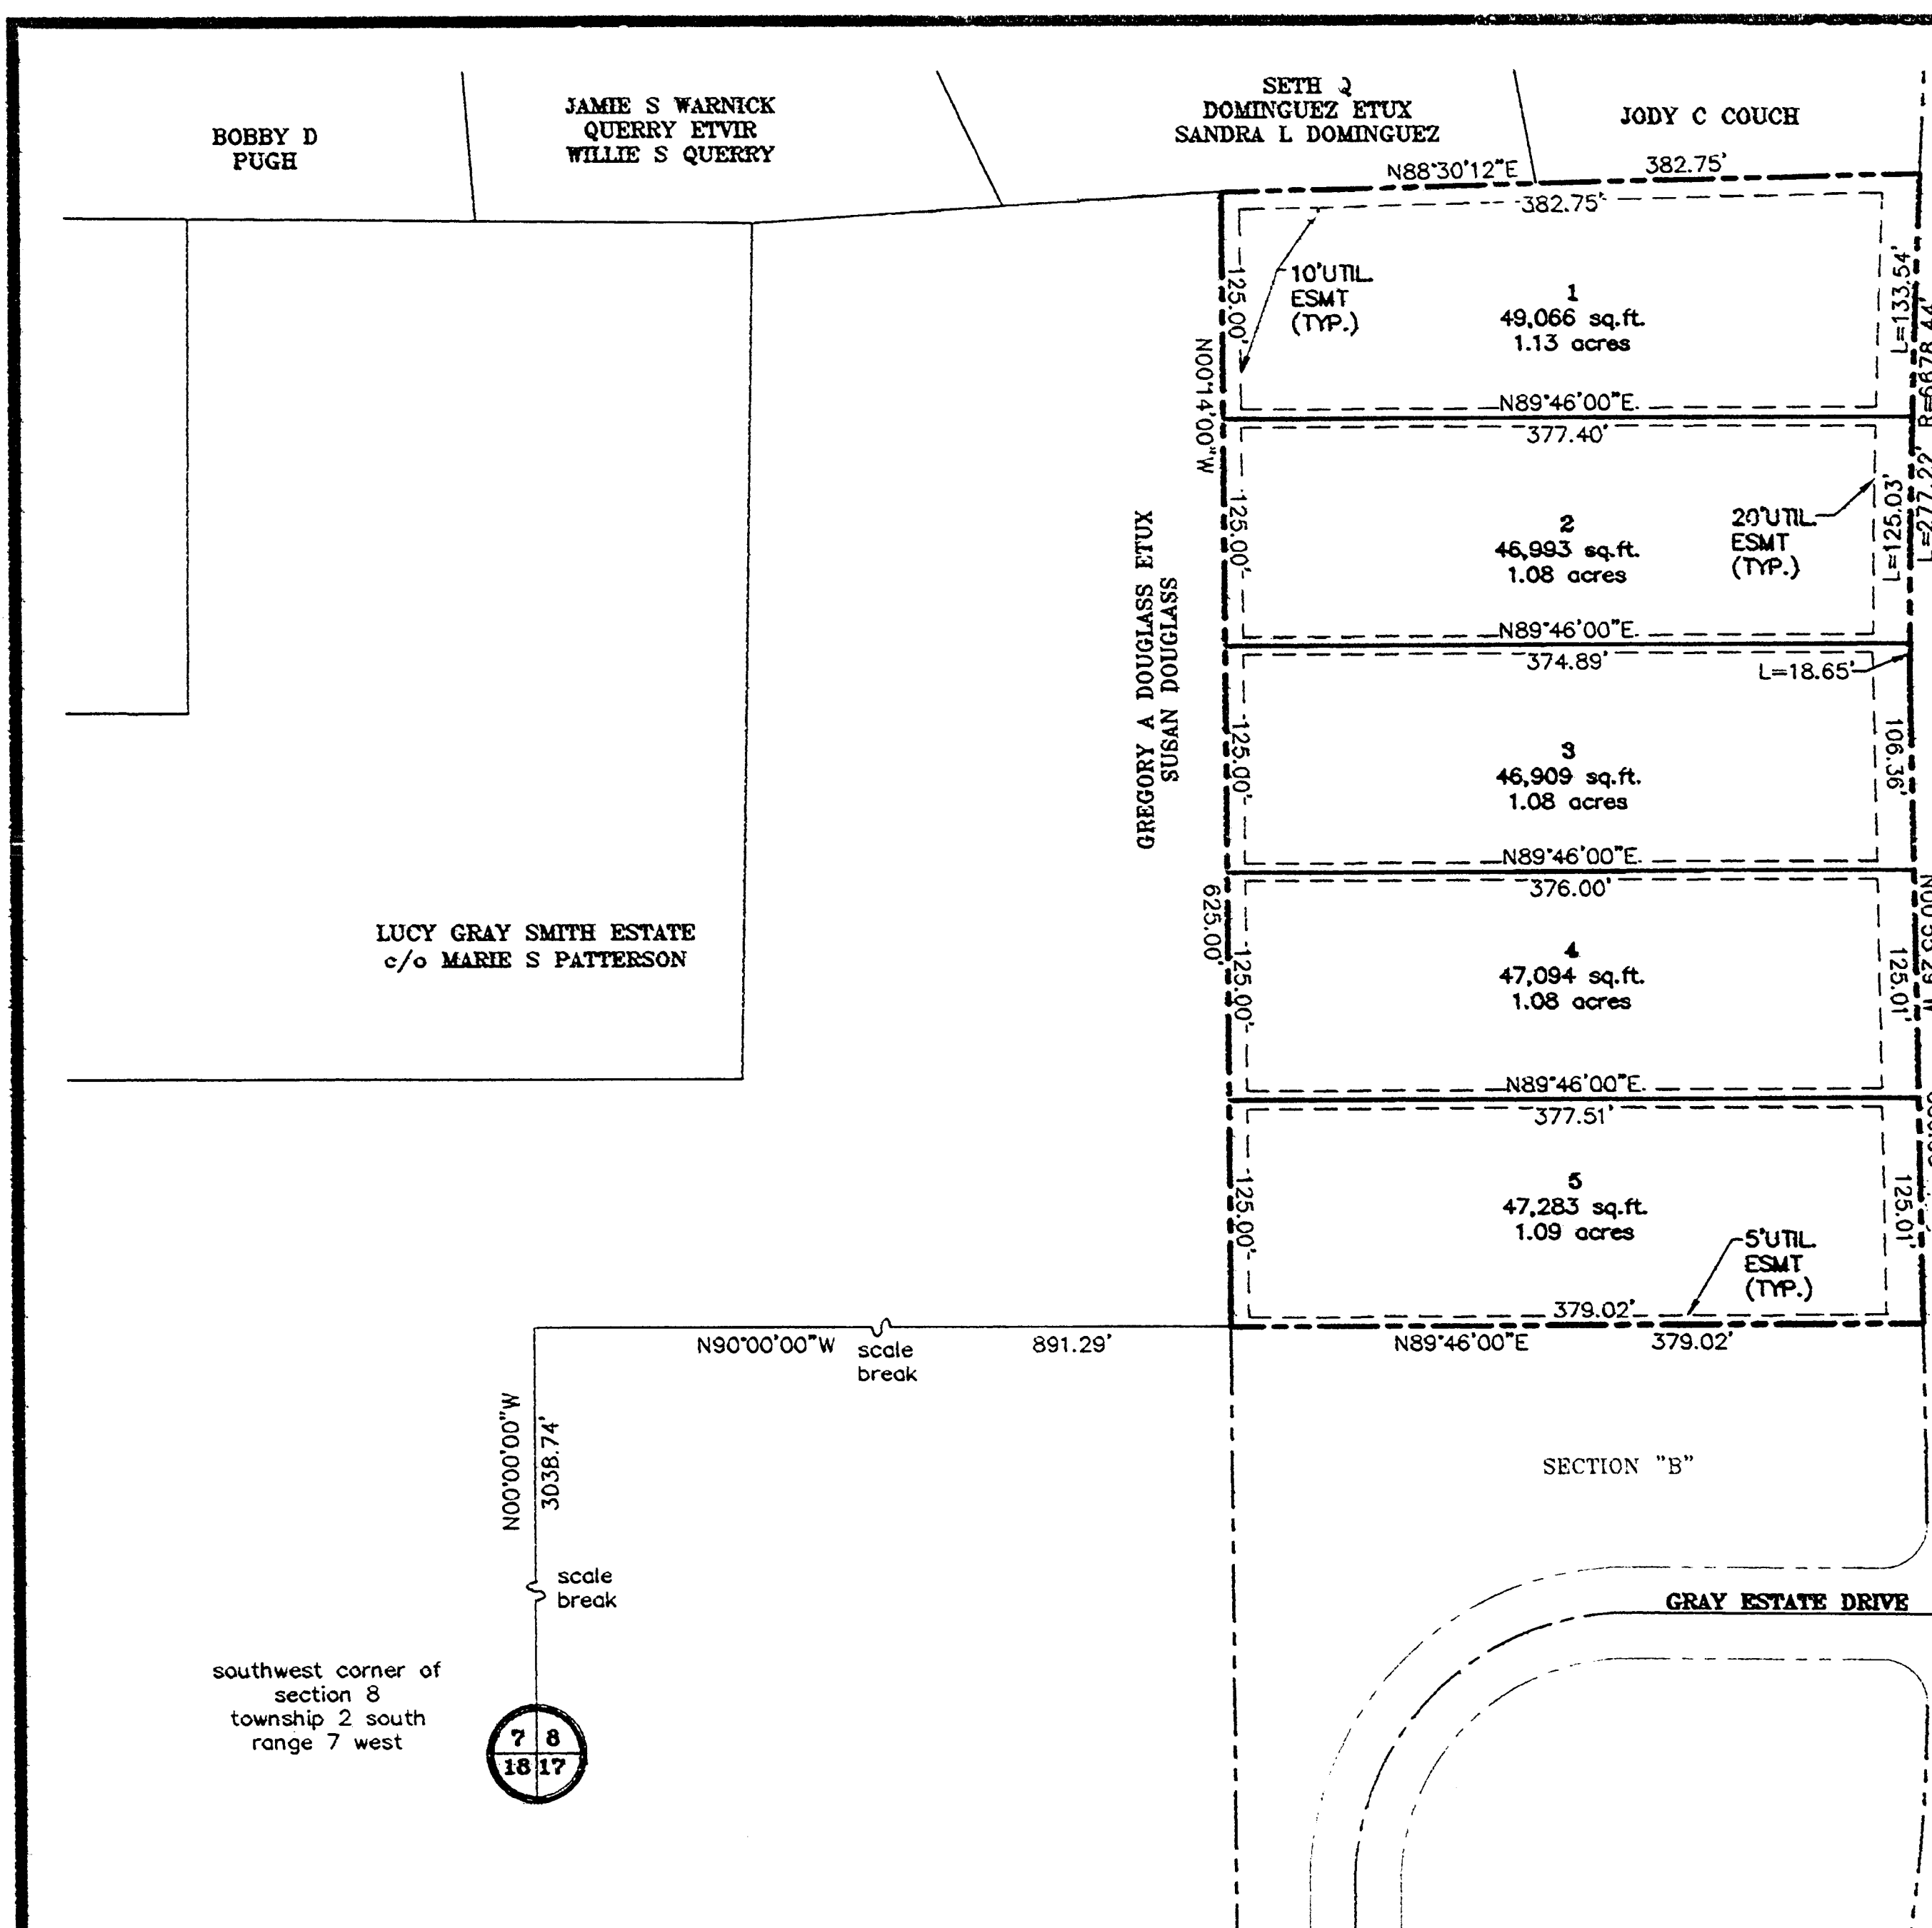 BOBBY D
PUGH
JAMIE S WARNICK
QUERRY ETVIR
WILLIE S QUERRY
SETH Q
DOMINGUEZ ETUX
SANDRA L DOMINGUEZ
JODY C COUCH
N88°30'12"E
382.75'
382.75'
125.00'
10'UTIL.
ESMT
(TYP.)
1
49,066 sq.ft.
1.13 acres
L=133.54'
R=6678.44'
L=277.22'
N00°14'00"W
N89°46'00"E
377.40'
125.00'
2
46,993 sq.ft.
1.08 acres
20'UTIL.
ESMT
(TYP.)
L=125.03'
N89°46'00"E
374.89'
L=18.65'
GREGORY A DOUGLASS ETUX
SUSAN DOUGLASS
125.00'
3
46,909 sq.ft.
1.08 acres
106.36'
N89°46'00"E
376.00'
625.00'
125.00'
4
47,094 sq.ft.
1.08 acres
125.01'
LUCY GRAY SMITH ESTATE
c/o MARIE S PATTERSON
N89°46'00"E
377.51'
125.00'
5
47,283 sq.ft.
1.09 acres
125.01'
5'UTIL.
ESMT
(TYP.)
379.02'
N89°46'00"E
379.02'
N90°00'00"W
scale
break
891.29'
N00°00'00"W
3038.74'
scale
break
SECTION "B"
GRAY ESTATE DRIVE
southwest corner of
section 8
township 2 south
range 7 west
7 8
18 17